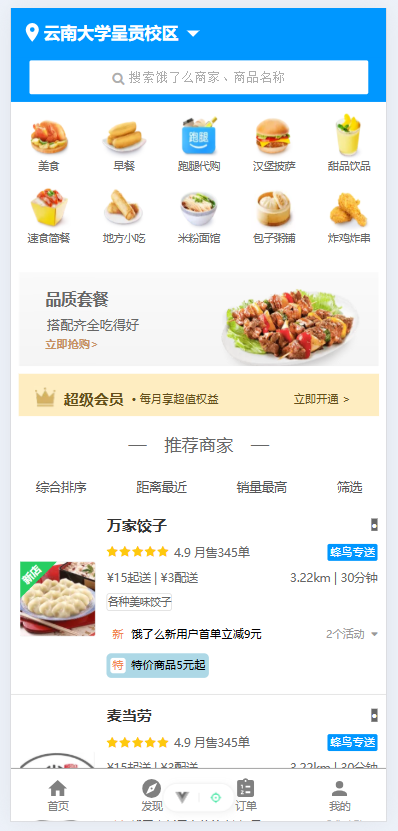 云南大学呈贡校区
搜索饿了么商家、商品名称
跑腿
美食 早餐 跑腿代购 汉堡披萨 甜品饮品
速食简餐 地方小吃 米粉面馆 包子粥铺 炸鸡炸串
品质套餐
搭配齐全吃得好
立即抢购>
超级会员 • 每月享超值权益 立即开通 >
— 推荐商家 —
综合排序 距离最近 销量最高 筛选
新店
万家饺子
4.9 月售345单 蜂鸟专送
¥15起送 | ¥3配送 3.22km | 30分钟
各种美味饺子
新 饿了么新用户首单立减9元 2个活动
特 特价商品5元起
麦当劳
4.9 月售345单 蜂鸟专送
¥15起送 | ¥3配送 3.22km | 30分钟
首页 发现 订单 我的